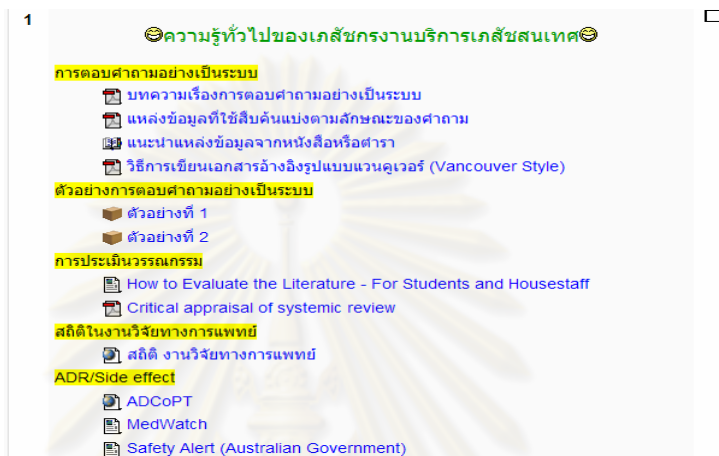 1
ความรู้ทั่วไปของเภสัชกรงานบริการเภสัชสนเทศ
การตอบคำถามอย่างเป็นระบบ
บทความเรื่องการตอบคำถามอย่างเป็นระบบ
แหล่งข้อมูลที่ใช้สืบค้นแบ่งตามลักษณะของคำถาม
แนะนำแหล่งข้อมูลจากหนังสือหรือตำรา
วิธีการเขียนเอกสารอ้างอิงรูปแบบแวนคูเวอร์ (Vancouver Style)
ตัวอย่างการตอบคำถามอย่างเป็นระบบ
ตัวอย่างที่ 1
ตัวอย่างที่ 2
การประเมินวรรณกรรม
How to Evaluate the Literature - For Students and Housestaff
Critical appraisal of systemic review
สถิติในงานวิจัยทางการแพทย์
สถิติ งานวิจัยทางการแพทย์
ADR/Side effect
ADCoPT
MedWatch
Safety Alert (Australian Government)